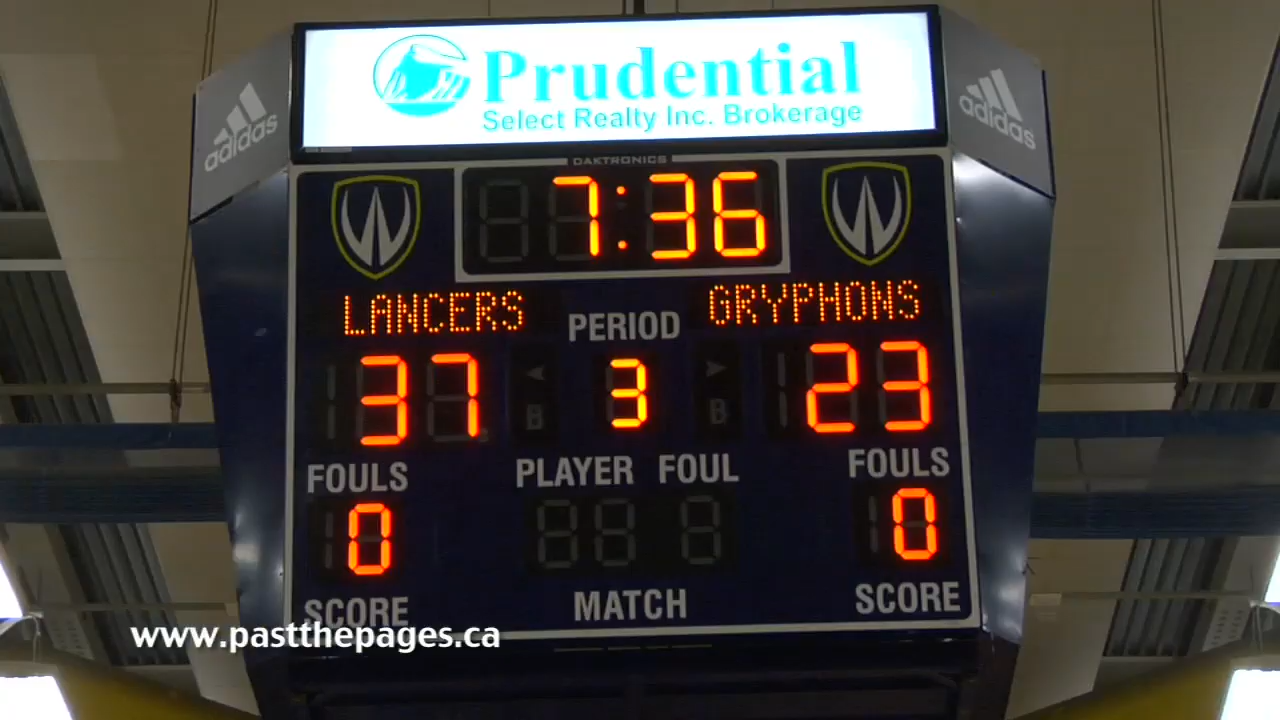 Prudential
Select Realty Inc. Brokerage
adidas
adidas
DAKTRONICS
7:36
LANCERS
GRYPHONS
PERIOD
37
3
23
B
B
FOULS
PLAYER
FOUL
FOULS
0
0
SCORE
MATCH
SCORE
www.pastthepages.ca